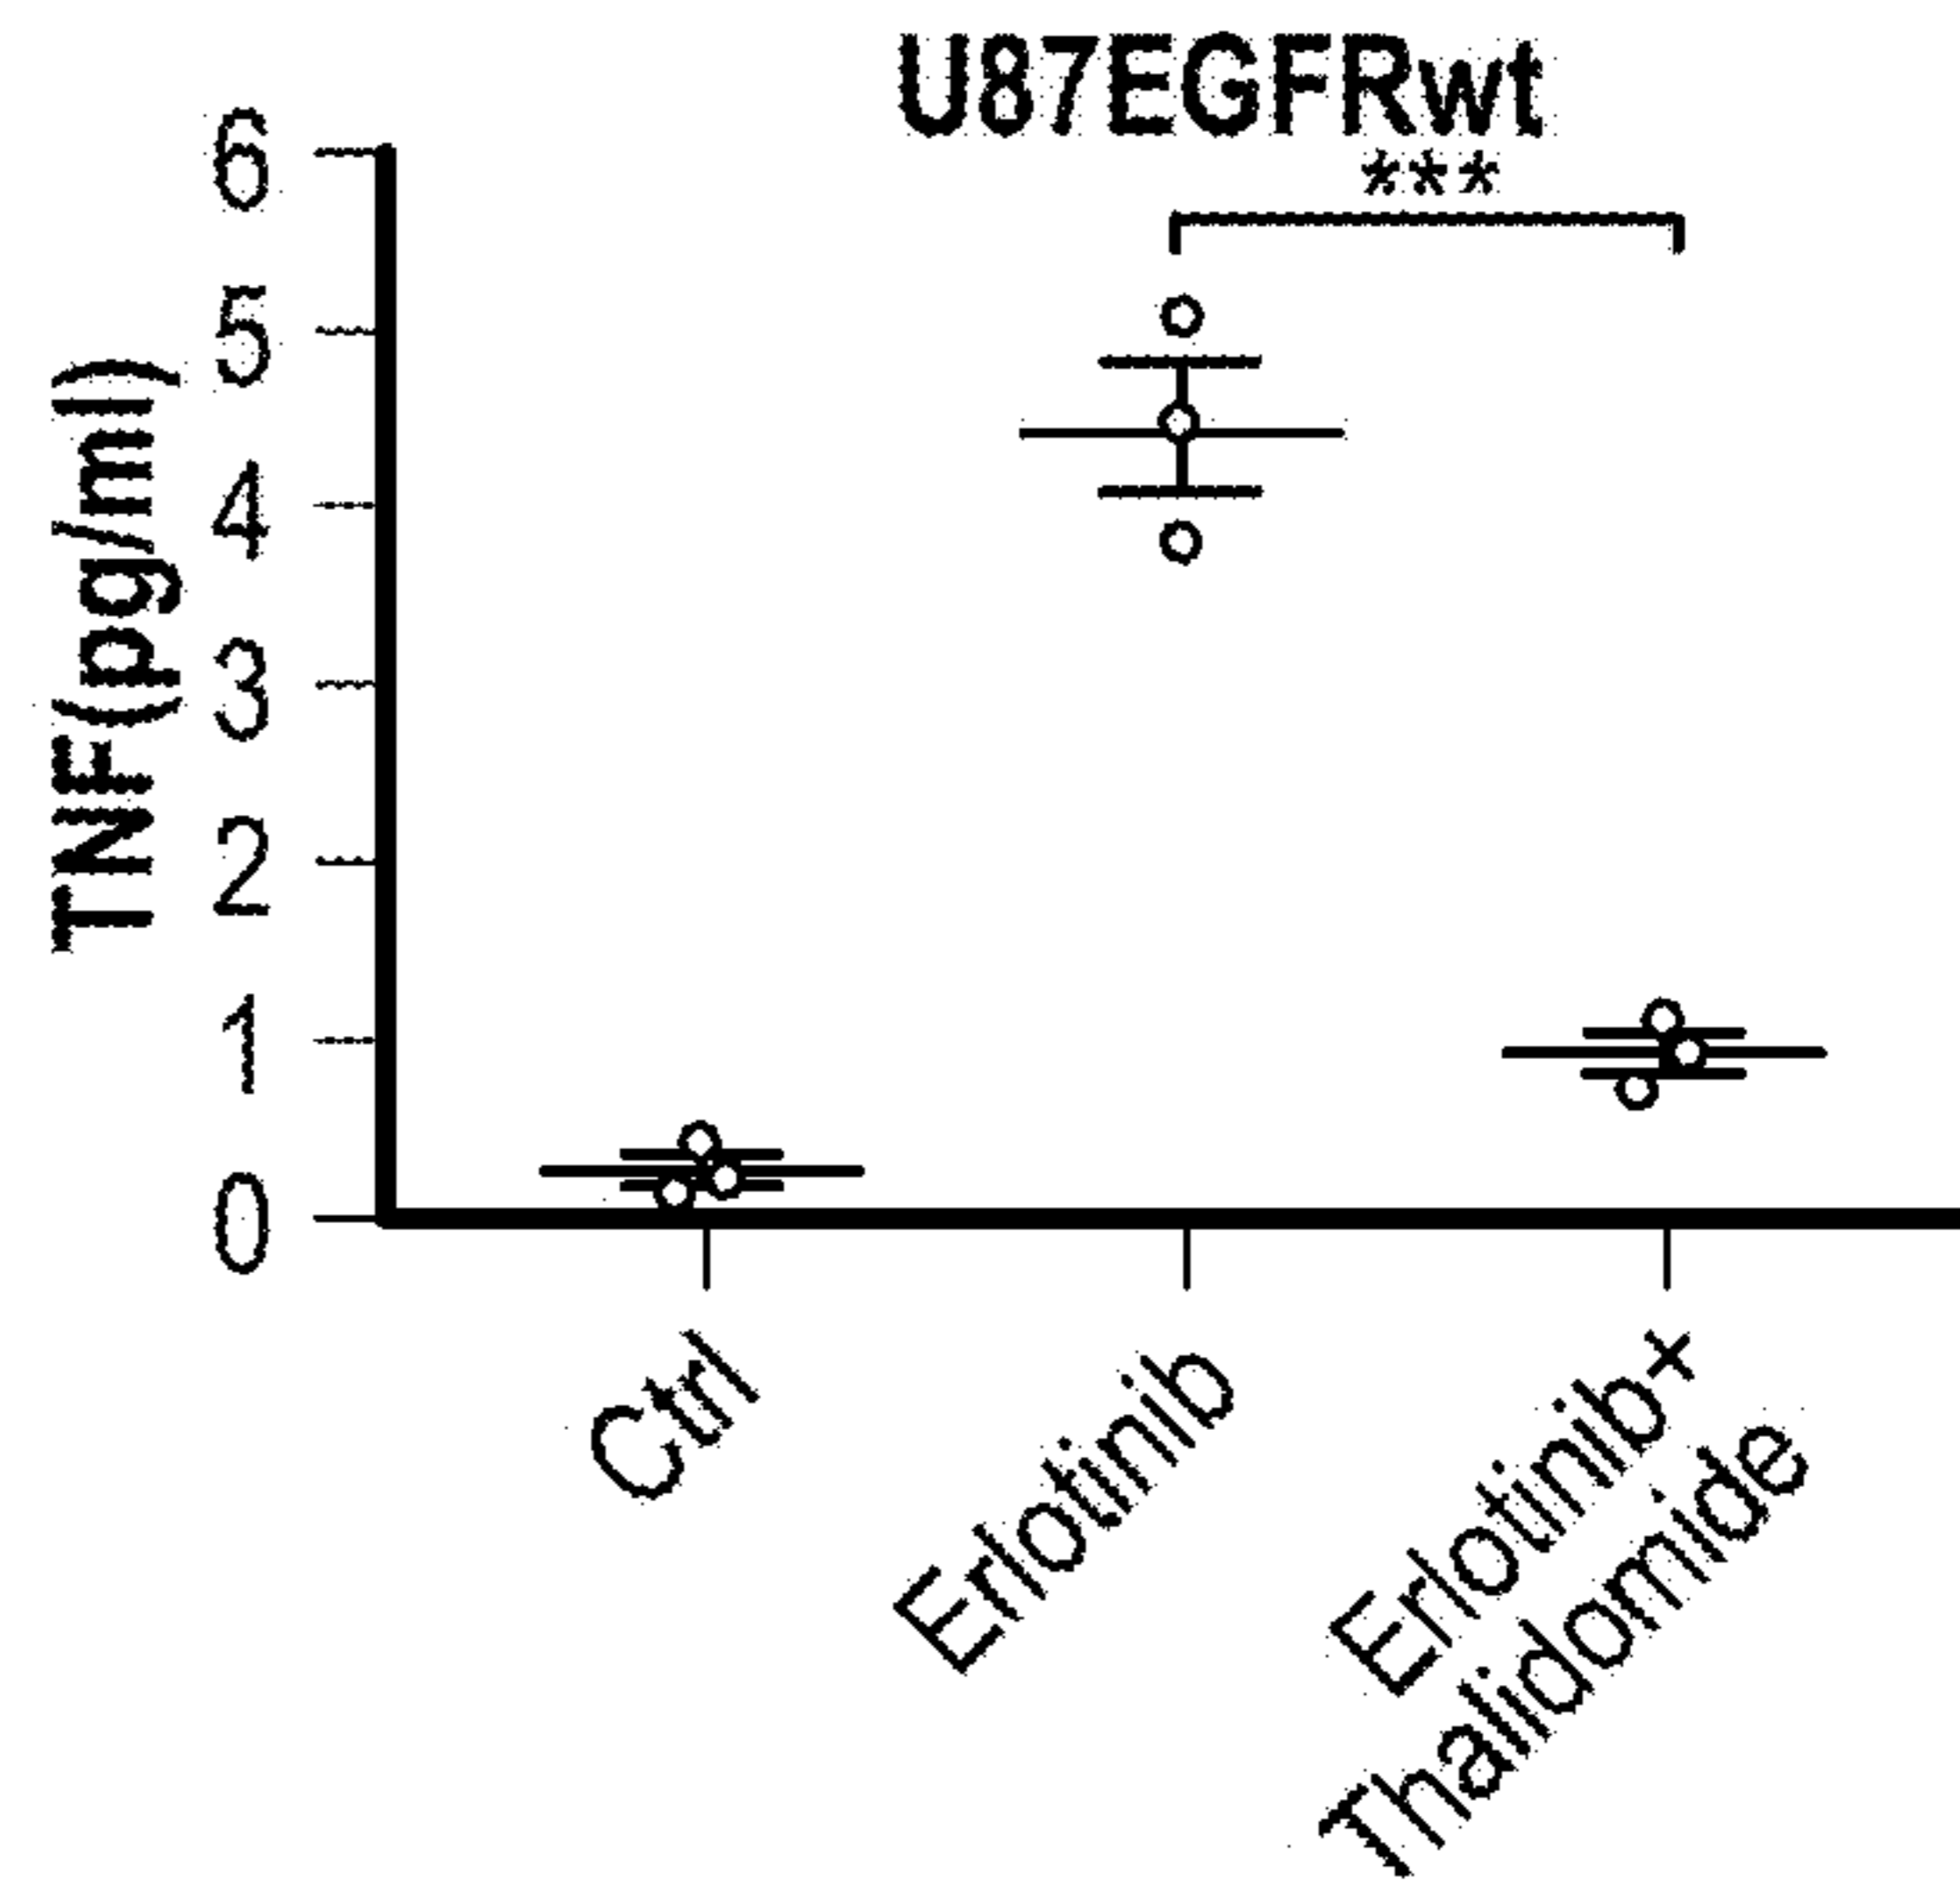 U87EGFRwt
***
TNF(pg/ml)
6
5
4
3
2
1
0
Ctrl
Erlotinib
Erlotinib+
Thalidomide